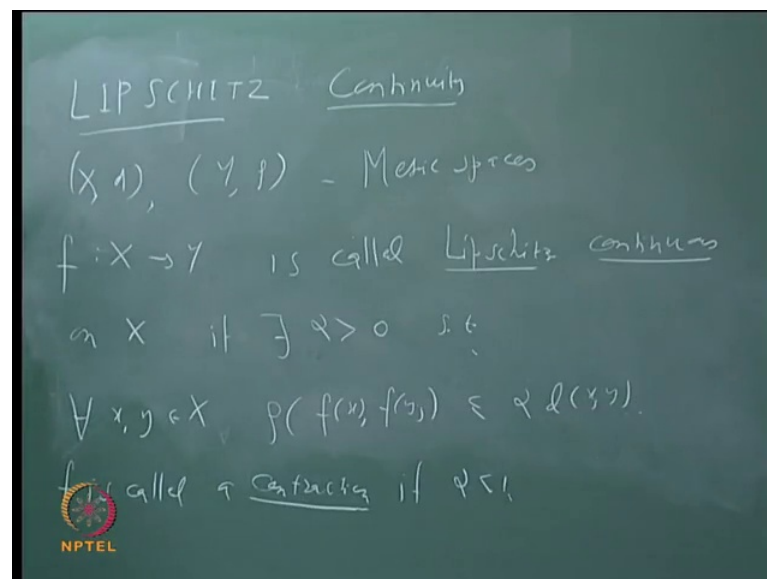 LIPSCHITZ Continuity
(X, d), (Y, ρ) - Metric spaces
f : X → Y is called Lipschitz continuous
on X if ∃ α > 0 s.t.
∀ x, y ∈ X ρ( f(x), f(y) ) ≤ α d(x, y).
f is called a contraction if α < 1.
NPTEL